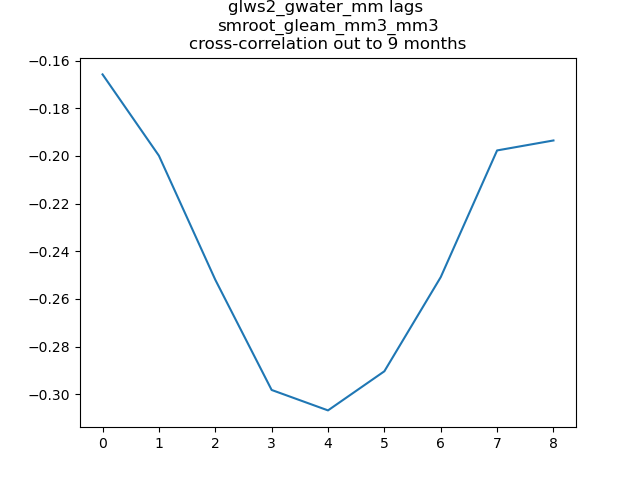 glws2_gwater_mm lags
smroot_gleam_mm3_mm3
cross-correlation out to 9 months
−0.16
−0.18
−0.20
−0.22
−0.24
−0.26
−0.28
−0.30
0 1 2 3 4 5 6 7 8